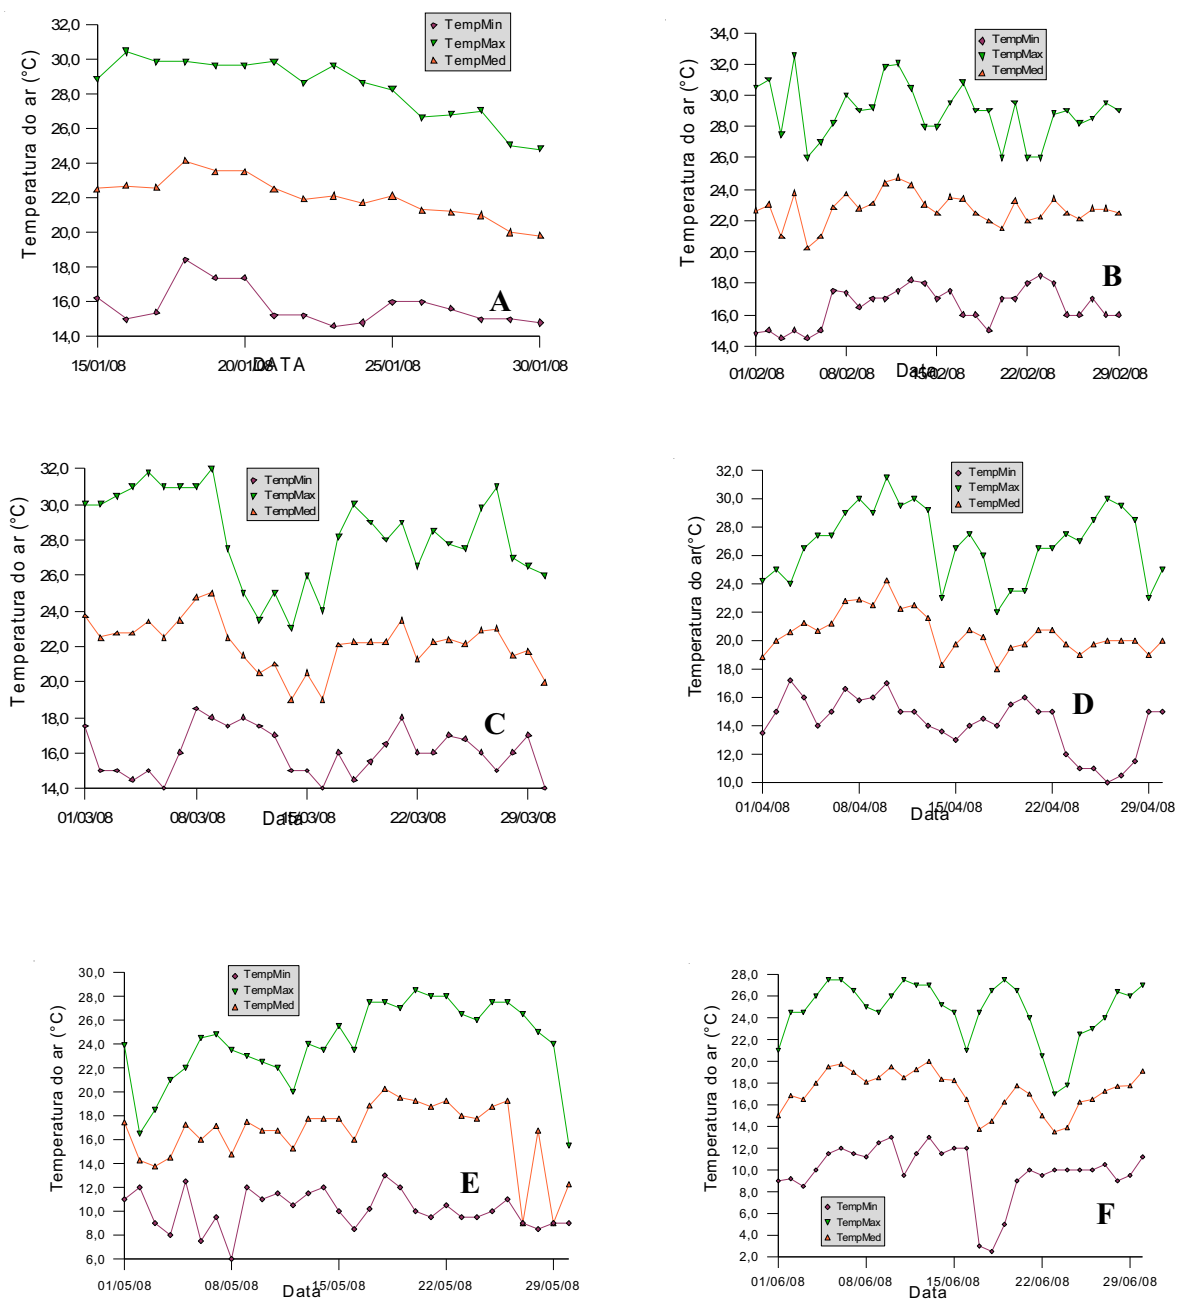 32,0
30,0
28,0
26,0
24,0
22,0
20,0
18,0
16,0
14,0
Temperatura do ar (°C)
TempMin
TempMax
TempMed
A
15/01/08 20/01/08 25/01/08 30/01/08
DATA
34,0
32,0
30,0
28,0
26,0
24,0
22,0
20,0
18,0
16,0
14,0
Temperatura do ar (°C)
TempMin
TempMax
TempMed
B
01/02/08 08/02/08 15/02/08 22/02/08 29/02/08
Data
32,0
30,0
28,0
26,0
24,0
22,0
20,0
18,0
16,0
14,0
Temperatura do ar (°C)
TempMin
TempMax
TempMed
C
01/03/08 08/03/08 15/03/08 22/03/08 29/03/08
Data
32,0
30,0
28,0
26,0
24,0
22,0
20,0
18,0
16,0
14,0
12,0
10,0
Temperatura do ar(°C)
TempMin
TempMax
TempMed
D
01/04/08 08/04/08 15/04/08 22/04/08 29/04/08
Data
30,0
28,0
26,0
24,0
22,0
20,0
18,0
16,0
14,0
12,0
10,0
8,0
6,0
Temperatura do ar (°C)
TempMin
TempMax
TempMed
E
01/05/08 08/05/08 15/05/08 22/05/08 29/05/08
Data
28,0
26,0
24,0
22,0
20,0
18,0
16,0
14,0
12,0
10,0
8,0
6,0
4,0
2,0
Temperatura do ar (°C)
TempMin
TempMax
TempMed
F
01/06/08 08/06/08 15/06/08 22/06/08 29/06/08
Data